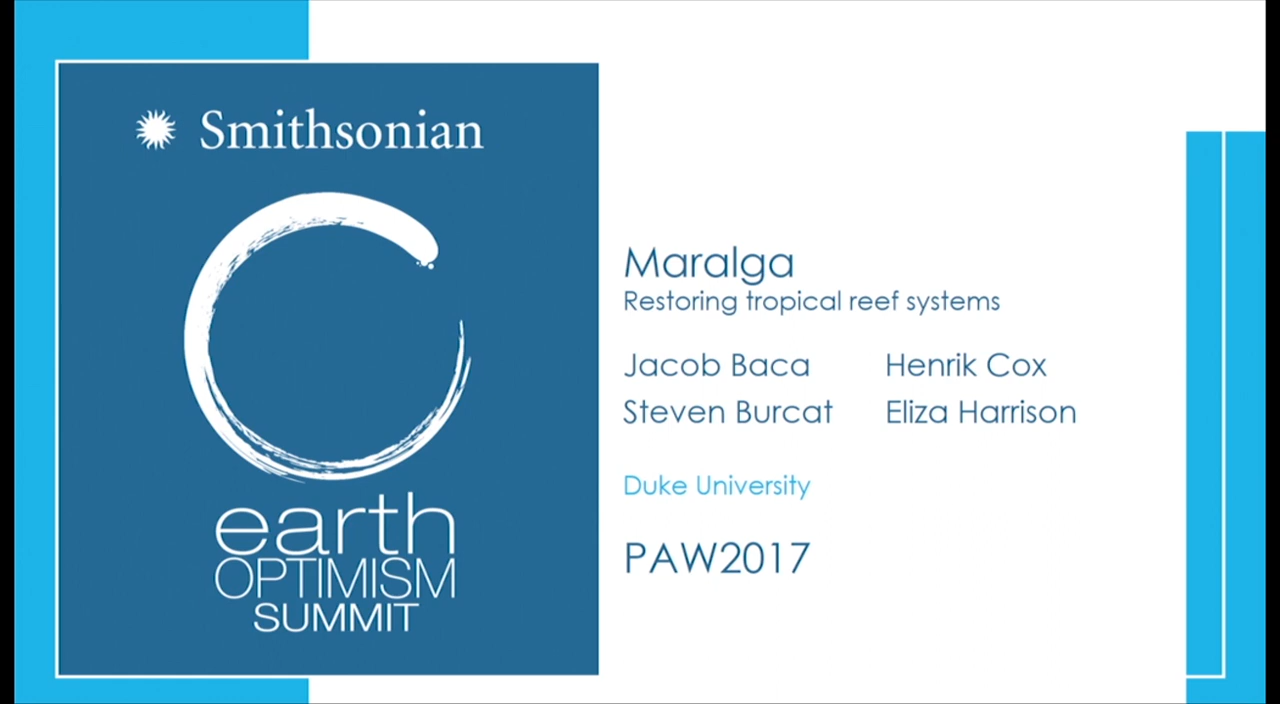 Smithsonian
earth
OPTIMISM
SUMMIT
Maralga
Restoring tropical reef systems
Jacob Baca Henrik Cox
Steven Burcat Eliza Harrison
Duke University
PAW2017